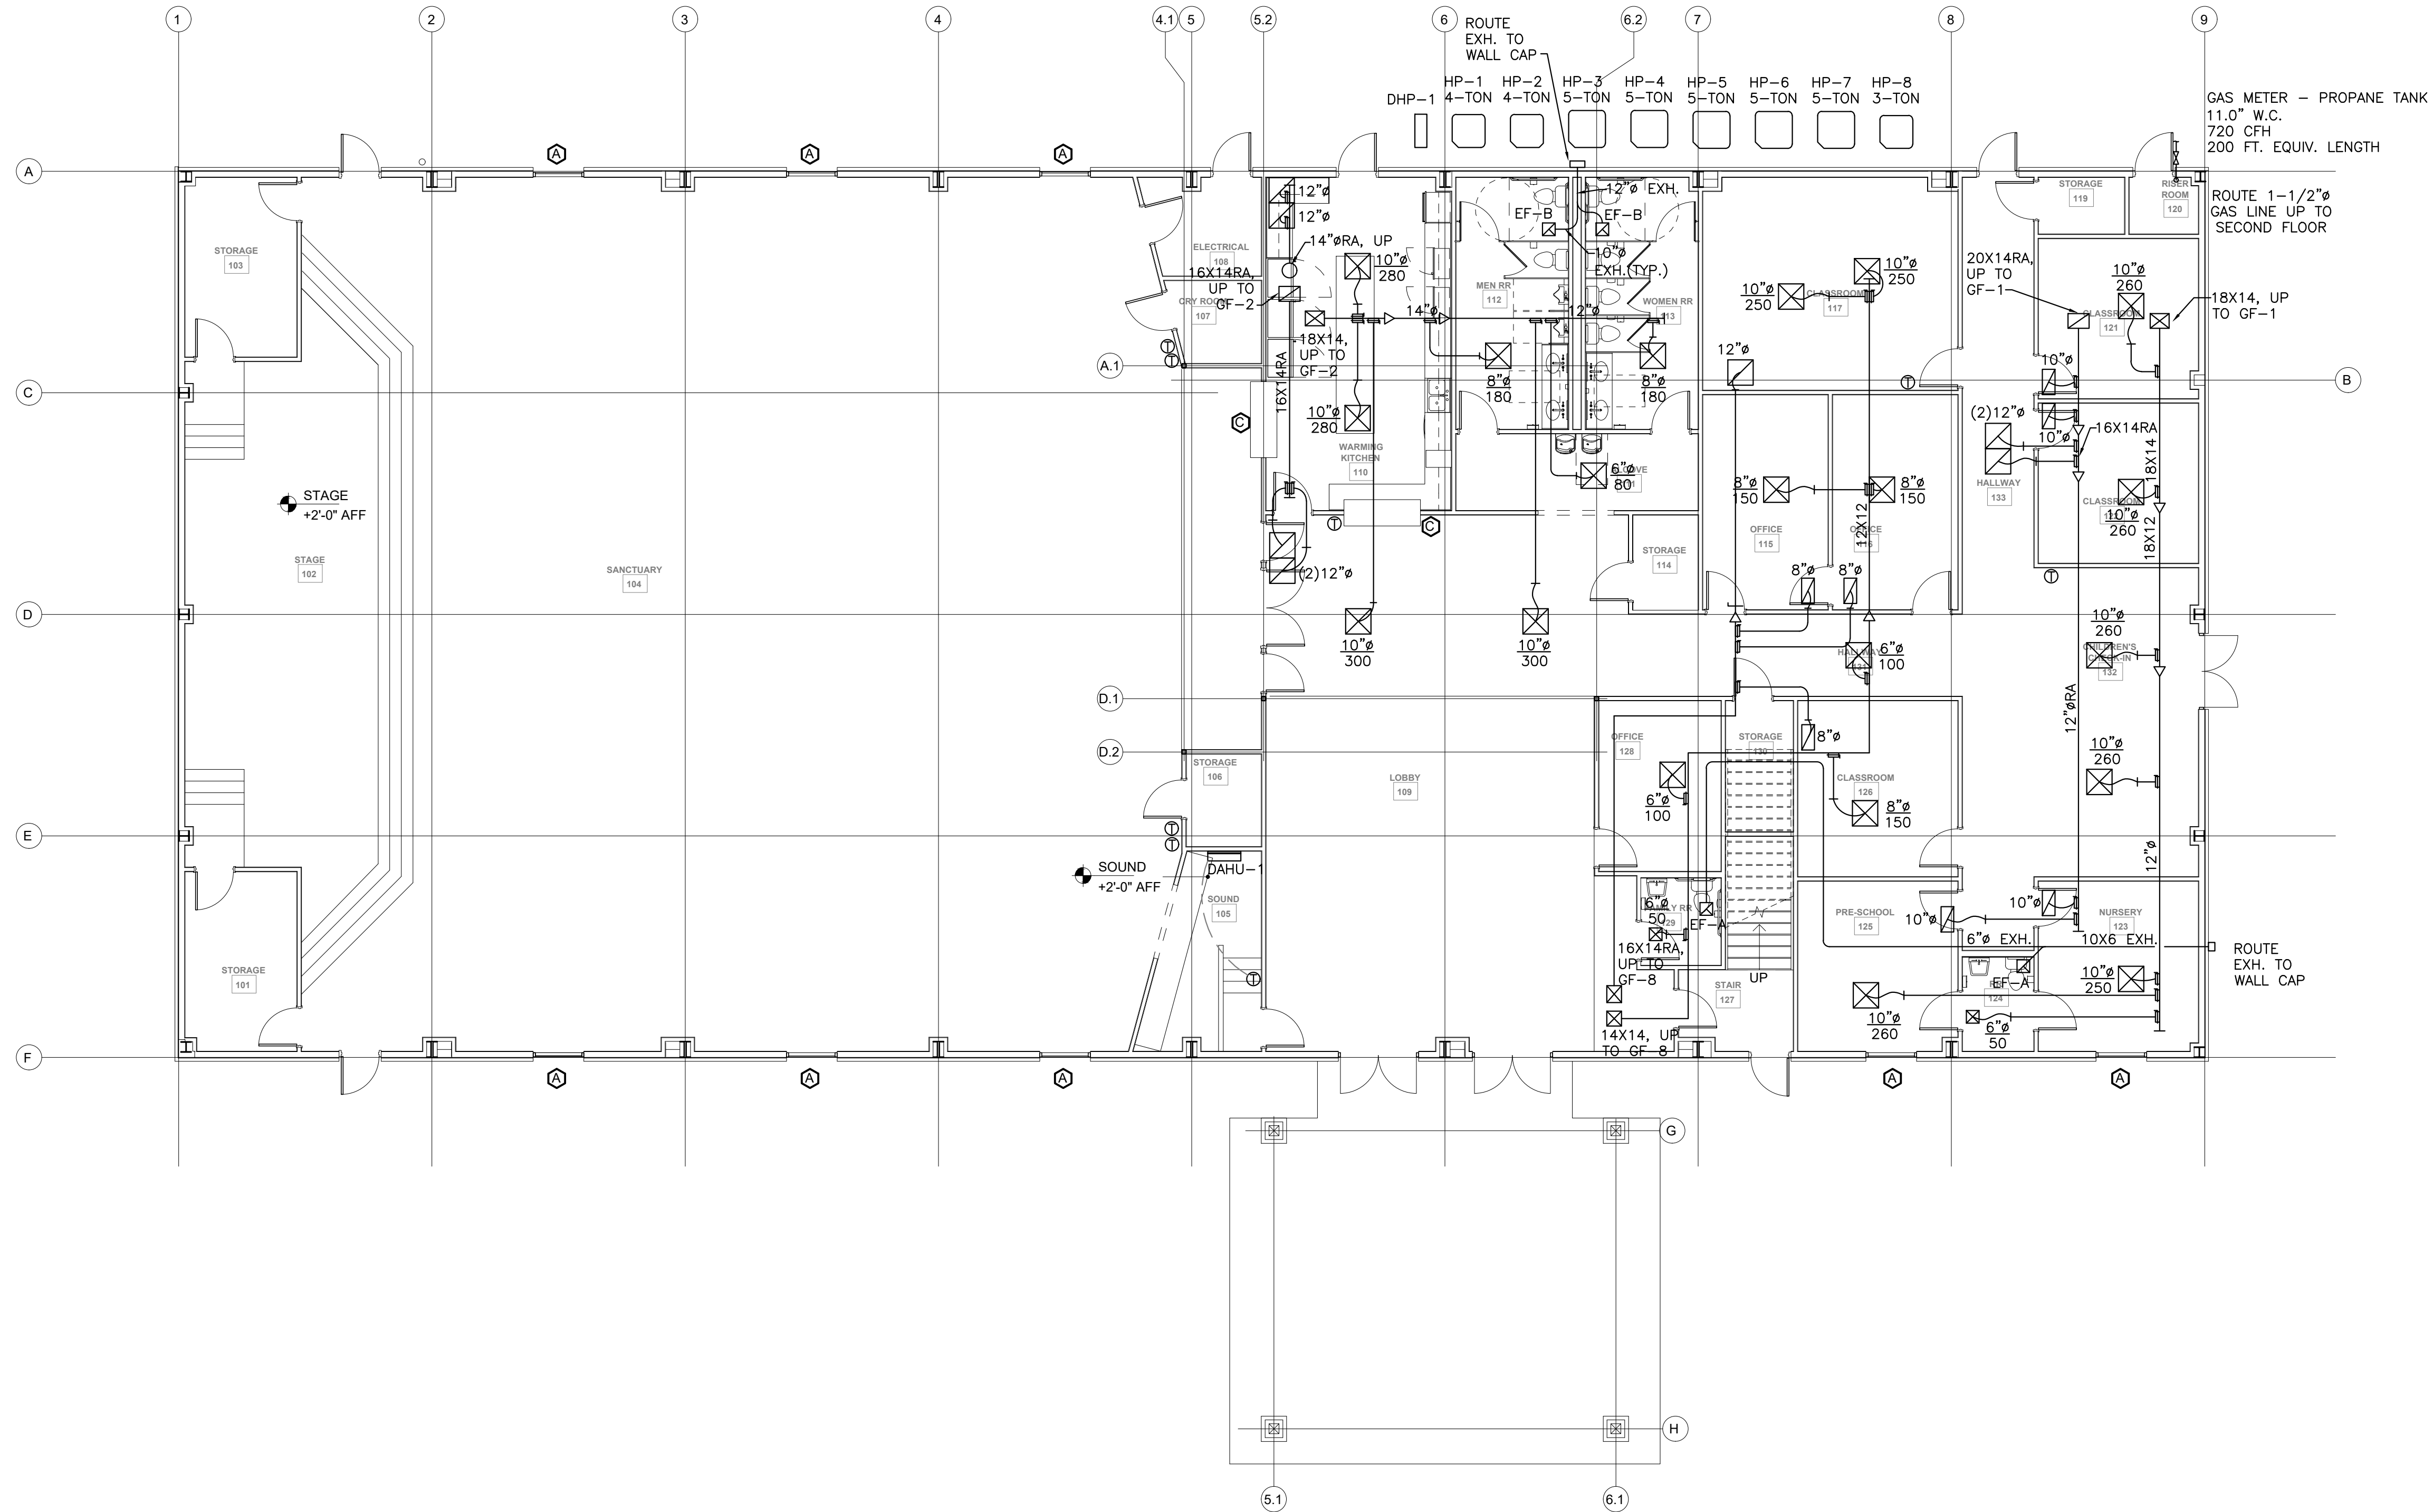 1
2
3
4
4.1
5
5.2
6
6.2
7
8
9
ROUTE
EXH. TO
WALL CAP
DHP-1
HP-1
4-TON
HP-2
4-TON
HP-3
5-TON
HP-4
5-TON
HP-5
5-TON
HP-6
5-TON
HP-7
5-TON
HP-8
3-TON
GAS METER - PROPANE TANK
11.0" W.C.
720 CFH
200 FT. EQUIV. LENGTH
ROUTE 1-1/2"ø
GAS LINE UP TO
SECOND FLOOR
A
A
A
A
STORAGE
103
ELECTRICAL
108
CRY ROOM
107
12"ø
12"ø
14"øRA, UP
16X14RA,
UP TO
GF-2
18X14,
UP TO
GF-2
16X14RA
10"ø
280
10"ø
280
WARMING
KITCHEN
110
14"ø
12"ø
12"ø EXH.
EF-B
EF-B
10"ø
EXH.(TYP.)
MEN RR
112
WOMEN RR
113
8"ø
180
8"ø
180
6"ø
80
10"ø
250
10"ø
250
CLASSROOM
117
12"ø
STORAGE
119
RISER
ROOM
120
20X14RA,
UP TO
GF-1
10"ø
260
18X14, UP
TO GF-1
CLASSROOM
121
10"ø
10"ø
(2)12"ø
16X14RA
18X14
18X12
HALLWAY
133
CLASSROOM
10"ø
260
T
T
T
T
T
A.1
B
C
C
C
STAGE
+2'-0" AFF
STAGE
102
SANCTUARY
104
(2)12"ø
STORAGE
114
8"ø
150
8"ø
150
OFFICE
115
OFFICE
116
12X12
8"ø
8"ø
D
10"ø
300
10"ø
300
6"ø
100
HALLWAY
131
10"ø
260
CHILDREN'S
CHECK-IN
132
12"øRA
10"ø
260
12"ø
D.1
D.2
STORAGE
106
LOBBY
109
OFFICE
128
6"ø
100
STORAGE
130
8"ø
CLASSROOM
126
8"ø
150
E
T
T
SOUND
+2'-0" AFF
DAHU-1
SOUND
105
T
6"ø
50
FAMILY RR
129
EF-A
16X14RA,
UP TO
GF-8
14X14, UP
TO GF-8
STAIR
127
UP
PRE-SCHOOL
125
10"ø
10"ø
NURSERY
123
6"ø EXH.
10X6 EXH.
EF-A
124
10"ø
260
10"ø
250
6"ø
50
ROUTE
EXH. TO
WALL CAP
STORAGE
101
F
A
A
A
A
A
G
H
5.1
6.1